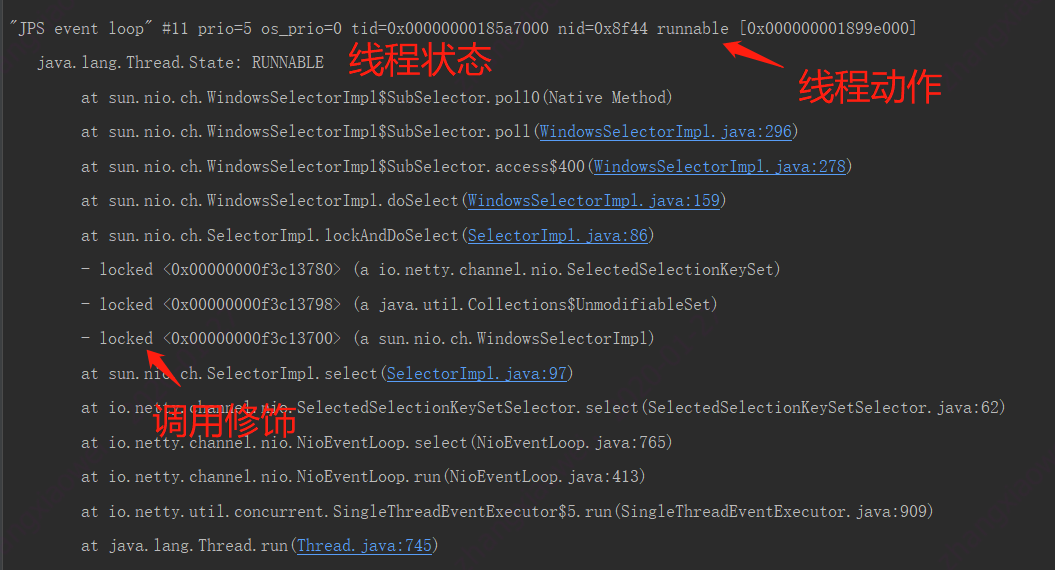 "JPS event loop" #11 prio=5 os_prio=0 tid=0x00000000185a7000 nid=0x8f44 runnable [0x000000001899e000]
java.lang.Thread.State: RUNNABLE
线程状态
线程动作
at sun.nio.ch.WindowsSelectorImpl$SubSelector.poll0(Native Method)
at sun.nio.ch.WindowsSelectorImpl$SubSelector.poll(WindowsSelectorImpl.java:296)
at sun.nio.ch.WindowsSelectorImpl$SubSelector.access$400(WindowsSelectorImpl.java:278)
at sun.nio.ch.WindowsSelectorImpl.doSelect(WindowsSelectorImpl.java:159)
at sun.nio.ch.SelectorImpl.lockAndDoSelect(SelectorImpl.java:86)
- locked <0x00000000f3c13780> (a io.netty.channel.nio.SelectedSelectionKeySet)
- locked <0x00000000f3c13798> (a java.util.Collections$UnmodifiableSet)
- locked <0x00000000f3c13700> (a sun.nio.ch.WindowsSelectorImpl)
at sun.nio.ch.SelectorImpl.select(SelectorImpl.java:97)
调用修饰
at io.netty.channel.nio.SelectedSelectionKeySetSelector.select(SelectedSelectionKeySetSelector.java:62)
at io.netty.channel.nio.NioEventLoop.select(NioEventLoop.java:765)
at io.netty.channel.nio.NioEventLoop.run(NioEventLoop.java:413)
at io.netty.util.concurrent.SingleThreadEventExecutor$5.run(SingleThreadEventExecutor.java:909)
at java.lang.Thread.run(Thread.java:745)